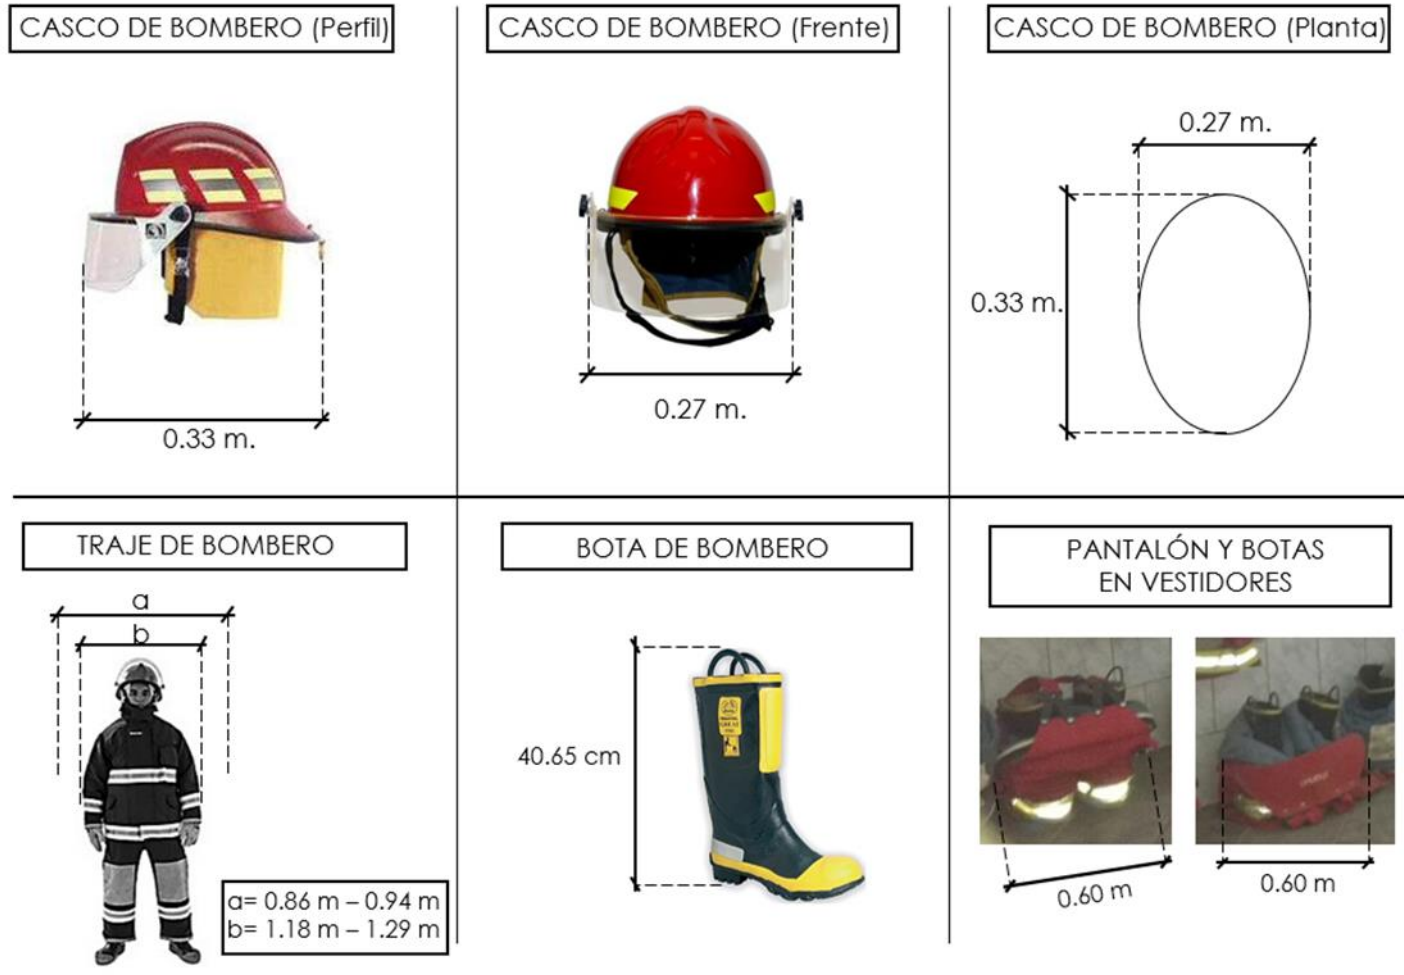 CASCO DE BOMBERO (Perfil)
0.33 m.
CASCO DE BOMBERO (Frente)
0.27 m.
CASCO DE BOMBERO (Planta)
0.27 m.
0.33 m.
TRAJE DE BOMBERO
a
b
a= 0.86 m – 0.94 m
b= 1.18 m – 1.29 m
BOTA DE BOMBERO
40.65 cm
PANTALÓN Y BOTAS
EN VESTIDORES
0.60 m
0.60 m